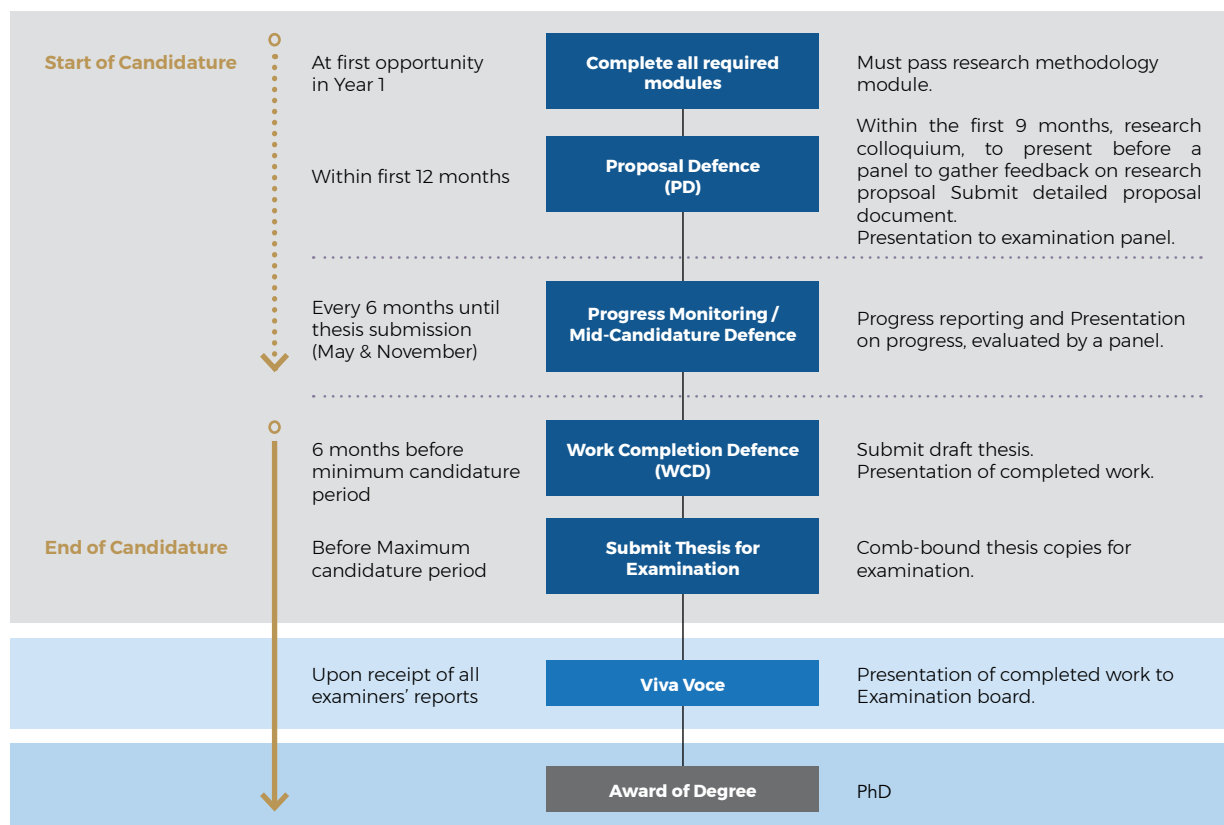 Start of Candidature
At first opportunity
in Year 1
Complete all required
modules
Must pass research methodology
module.
Within first 12 months
Proposal Defence
(PD)
Within the first 9 months, research
colloquium, to present before a
panel to gather feedback on research
propsoal Submit detailed proposal
document.
Presentation to examination panel.
Every 6 months until
thesis submission
(May & November)
Progress Monitoring /
Mid-Candidature Defence
Progress reporting and Presentation
on progress, evaluated by a panel.
6 months before
minimum candidature
period
Work Completion Defence
(WCD)
Submit draft thesis.
Presentation of completed work.
End of Candidature
Before Maximum
candidature period
Submit Thesis for
Examination
Comb-bound thesis copies for
examination.
Upon receipt of all
examiners’ reports
Viva Voce
Presentation of completed work to
Examination board.
Award of Degree
PhD